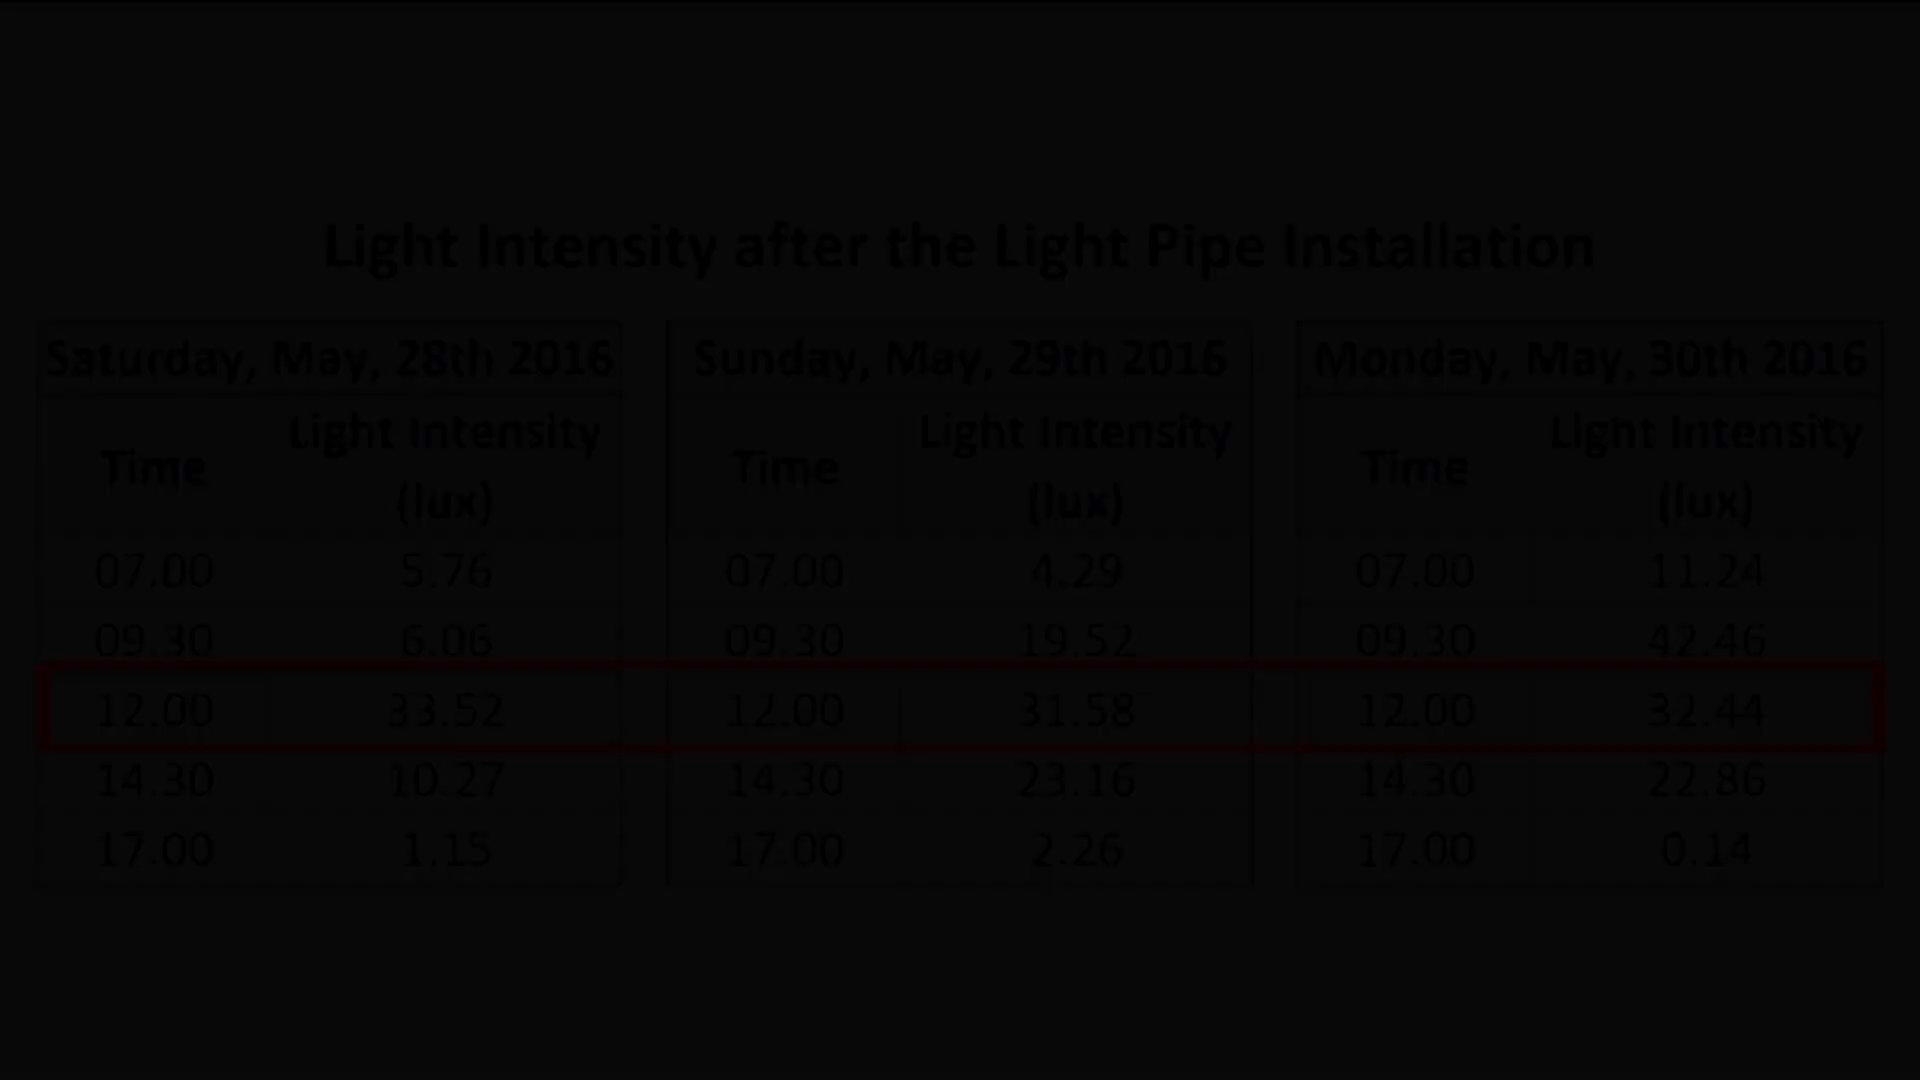 Light Intensity after the Light Pipe Installation
Saturday, May, 28th 2016
Time Light Intensity (lux)
07.00 5.76
09.30 6.06
12.00 33.52
14.30 10.27
17.00 1.15
Sunday, May, 29th 2016
Time Light Intensity (lux)
07.00 4.29
09.30 19.52
12.00 31.58
14.30 23.16
17.00 2.26
Monday, May, 30th 2016
Time Light Intensity (lux)
07.00 11.24
09.30 42.46
12.00 32.44
14.30 22.86
17.00 0.14